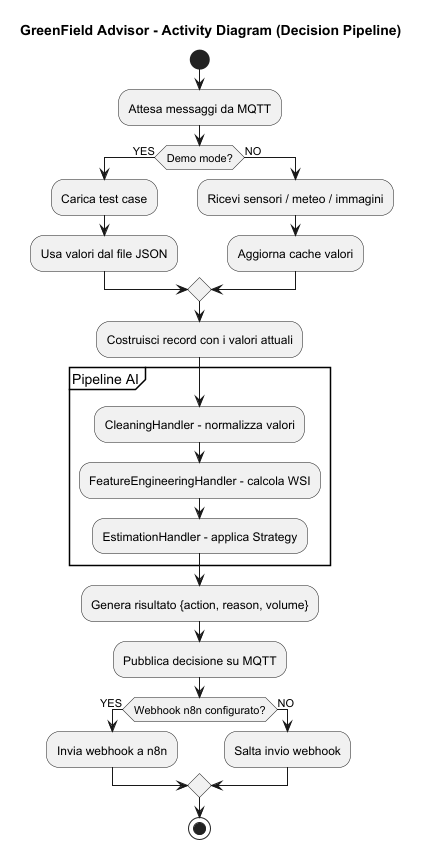 GreenField Advisor - Activity Diagram (Decision Pipeline)
Attesa messaggi da MQTT
Demo mode?
YES
NO
Carica test case
Ricevi sensori / meteo / immagini
Usa valori dal file JSON
Aggiorna cache valori
Costruisci record con i valori attuali
Pipeline AI
CleaningHandler - normalizza valori
FeatureEngineeringHandler - calcola WSI
EstimationHandler - applica Strategy
Genera risultato {action, reason, volume}
Pubblica decisione su MQTT
Webhook n8n configurato?
YES
NO
Invia webhook a n8n
Salta invio webhook